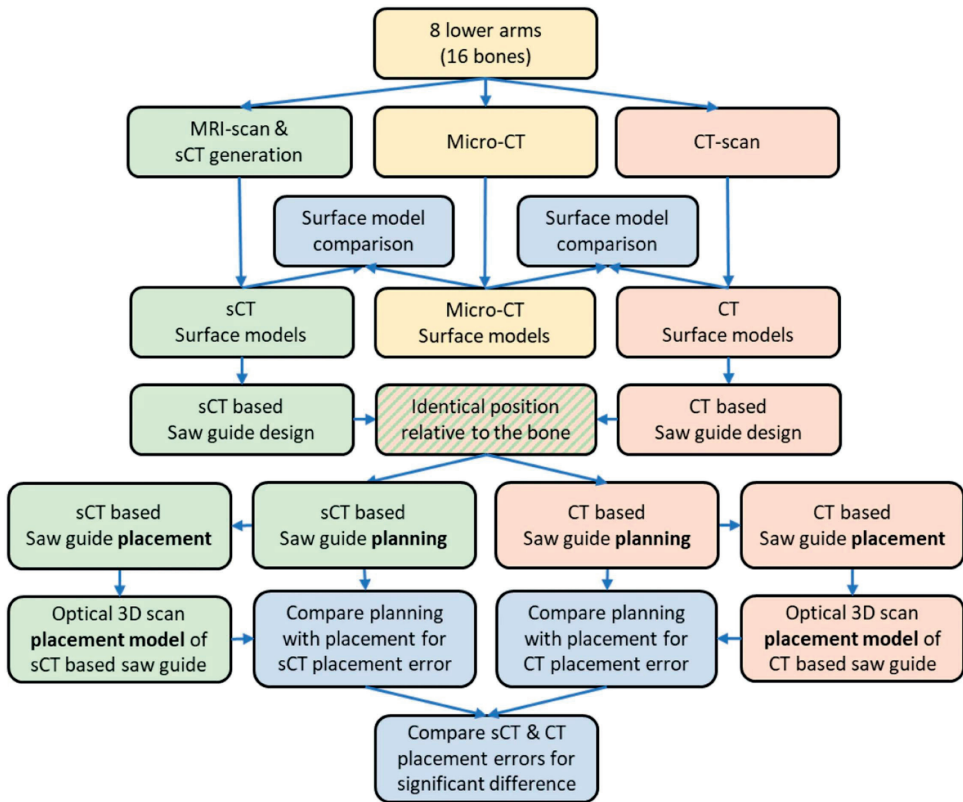 8 lower arms
(16 bones)
MRI-scan &
sCT generation
Micro-CT
CT-scan
Surface model
comparison
Surface model
comparison
sCT
Surface models
Micro-CT
Surface models
CT
Surface models
sCT based
Saw guide design
Identical position
relative to the bone
CT based
Saw guide design
sCT based
Saw guide placement
sCT based
Saw guide planning
CT based
Saw guide planning
CT based
Saw guide placement
Optical 3D scan
placement model of
sCT based saw guide
Compare planning
with placement for
sCT placement error
Compare planning
with placement for
CT placement error
Optical 3D scan
placement model of
CT based saw guide
Compare sCT & CT
placement errors for
significant difference